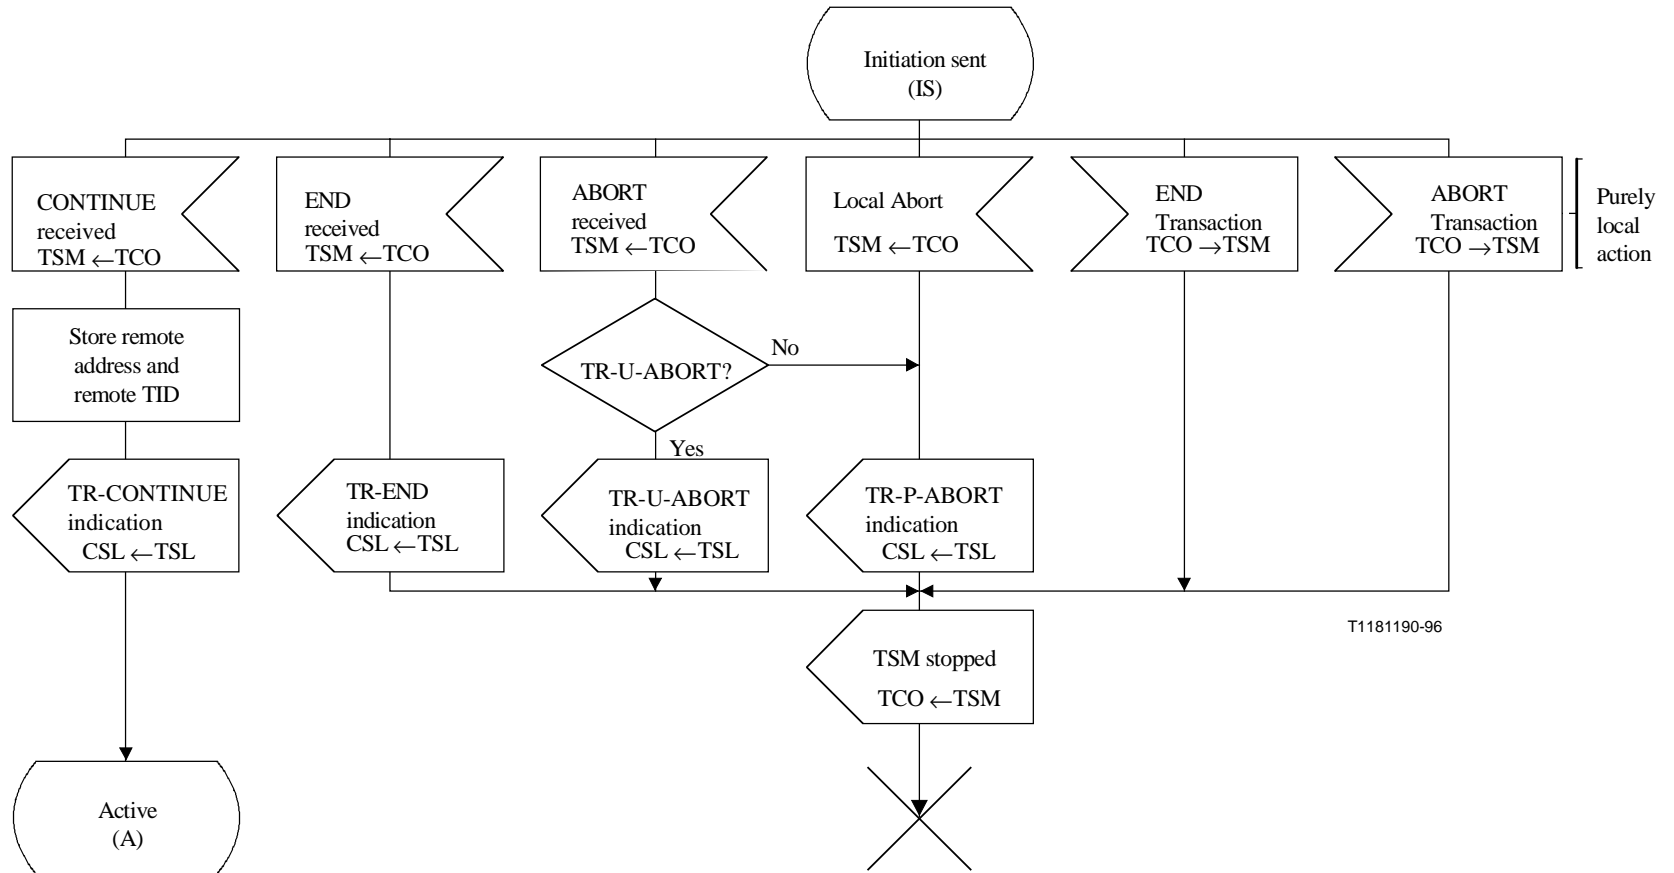 Initiation sent
(IS)
CONTINUE
received
TSM ←TCO
END
received
TSM ←TCO
ABORT
received
TSM ←TCO
Local Abort
TSM ←TCO
END
Transaction
TCO →TSM
ABORT
Transaction
TCO →TSM
Purely
local
action
Store remote
address and
remote TID
TR-U-ABORT?
No
Yes
TR-CONTINUE
indication
CSL ←TSL
TR-END
indication
CSL ←TSL
TR-U-ABORT
indication
CSL ←TSL
TR-P-ABORT
indication
CSL ←TSL
T1181190-96
TSM stopped
TCO ←TSM
Active
(A)